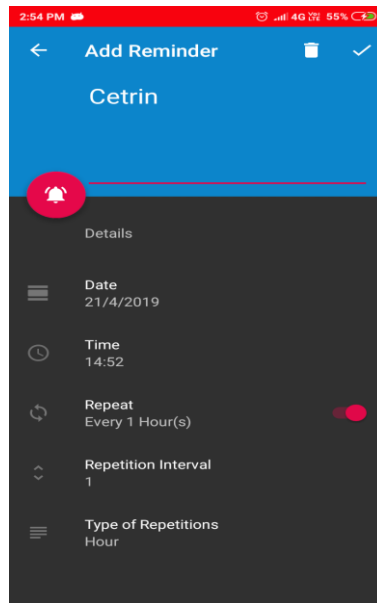 2:54 PM 4G VoLTE 55%
Add Reminder
Cetrin
Details
Date
21/4/2019
Time
14:52
Repeat
Every 1 Hour(s)
Repetition Interval
1
Type of Repetitions
Hour